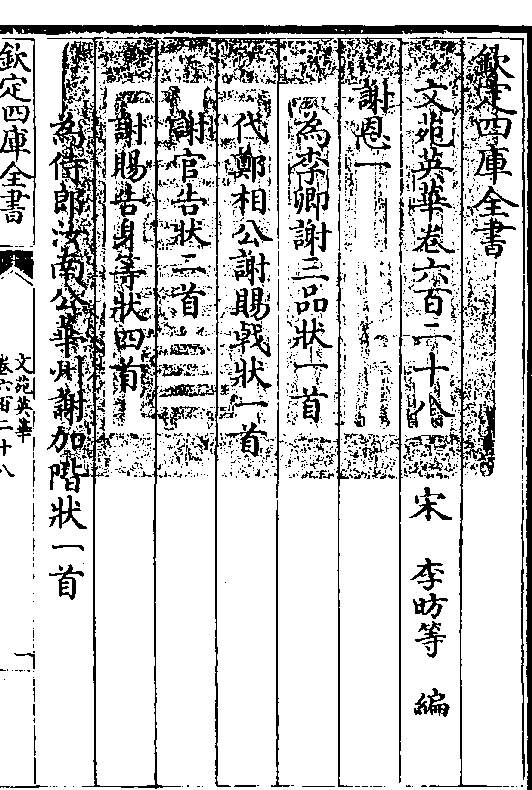 欽定四庫全書
文苑英華卷六百二十八
宋 李昉等 編
謝恩一
為李卿謝三品狀一首
代鄭相公謝賜戟狀一首
謝官告狀二首
謝賜告身等狀四首
為侍郎汝南公華州謝加階狀一首
欽定四庫全書
文苑英華
卷六百二十八
一